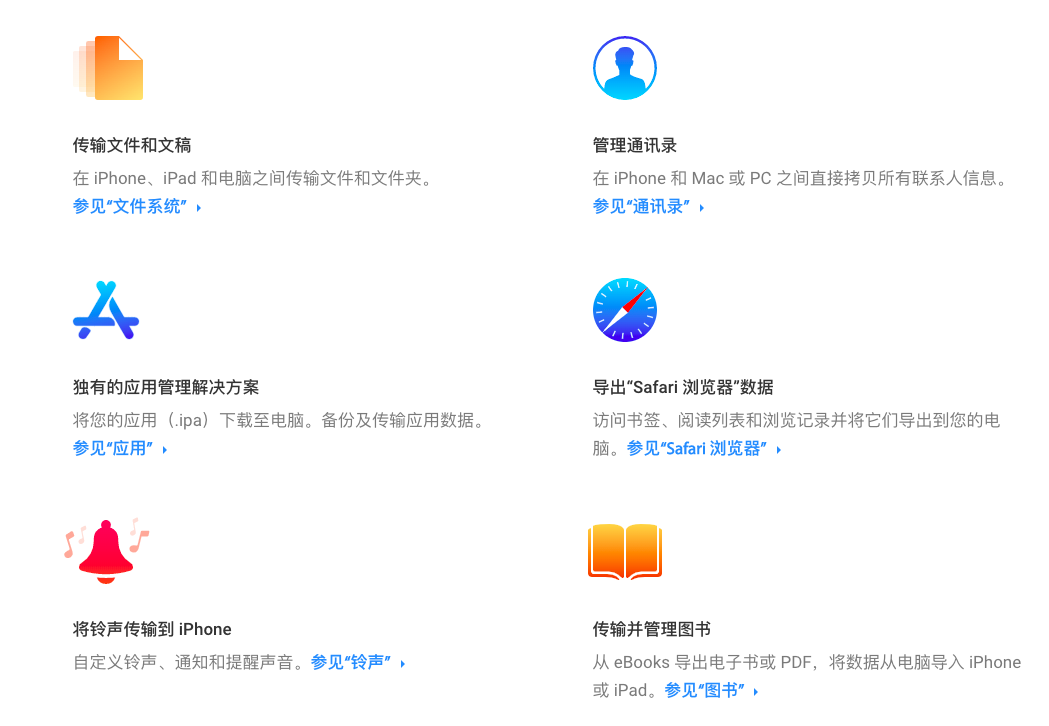 传输文件和文稿
在 iPhone、iPad 和电脑之间传输文件和文件夹。
参见“文件系统”
管理通讯录
在 iPhone 和 Mac 或 PC 之间直接拷贝所有联系人信息。
参见“通讯录”
独有的应用管理解决方案
将您的应用（.ipa）下载至电脑。备份及传输应用数据。
参见“应用”
导出“Safari 浏览器”数据
访问书签、阅读列表和浏览记录并将它们导出到您的电
脑。参见“Safari 浏览器”
将铃声传输到 iPhone
自定义铃声、通知和提醒声音。参见“铃声”
传输并管理图书
从 eBooks 导出电子书或 PDF，将数据从电脑导入 iPhone
或 iPad。参见“图书”